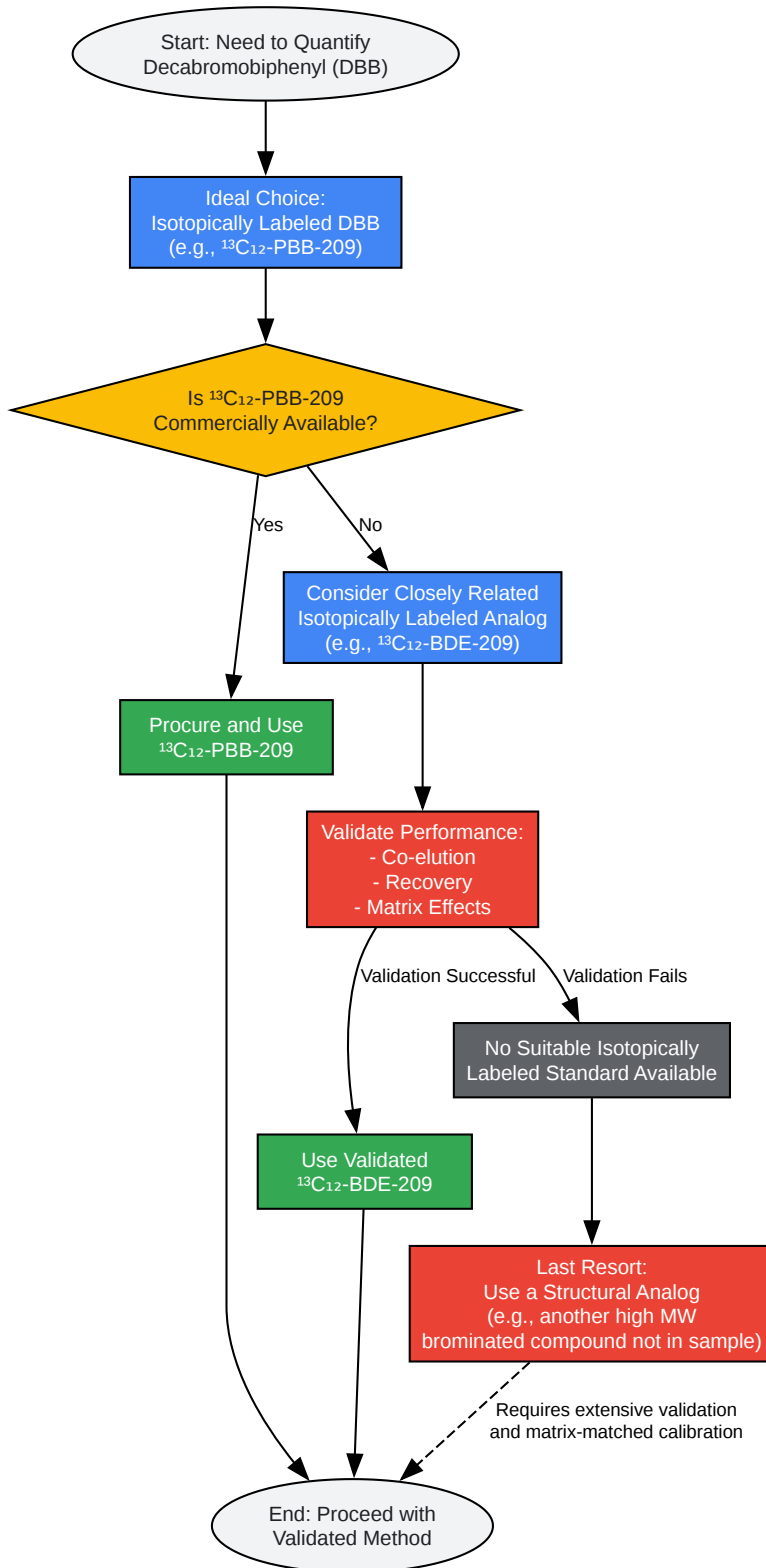 Start: Need to Quantify
Decabromobiphenyl (DBB)
Ideal Choice:
Isotopically Labeled DBB
(e.g., ¹³C₁₂-PBB-209)
Is ¹³C₁₂-PBB-209
Commercially Available?
Yes
No
Consider Closely Related
Isotopically Labeled Analog
(e.g., ¹³C₁₂-BDE-209)
Procure and Use
¹³C₁₂-PBB-209
Validate Performance:
- Co-elution
- Recovery
- Matrix Effects
Validation Successful
Validation Fails
No Suitable Isotopically
Labeled Standard Available
Use Validated
¹³C₁₂-BDE-209
Last Resort:
Use a Structural Analog
(e.g., another high MW
brominated compound not in sample)
Requires extensive validation
and matrix-matched calibration
End: Proceed with
Validated Method